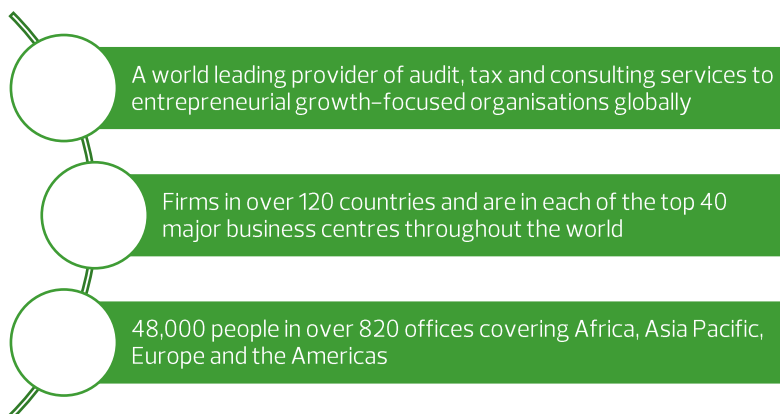 A world leading provider of audit, tax and consulting services to
entrepreneurial growth-focused organisations globally
Firms in over 120 countries and are in each of the top 40
major business centres throughout the world
48,000 people in over 820 offices covering Africa, Asia Pacific,
Europe and the Americas